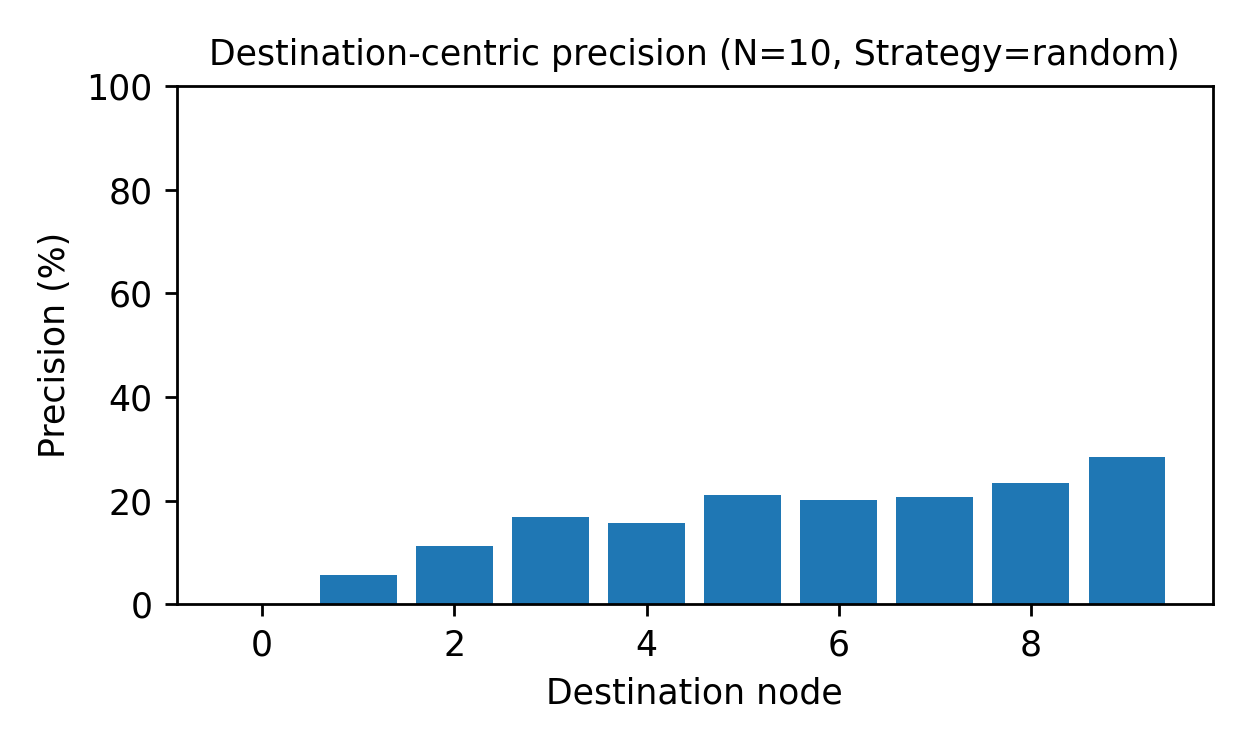 Destination-centric precision (N=10, Strategy=random)
100
80
60
40
20
0
Precision (%)
0 2 4 6 8
Destination node